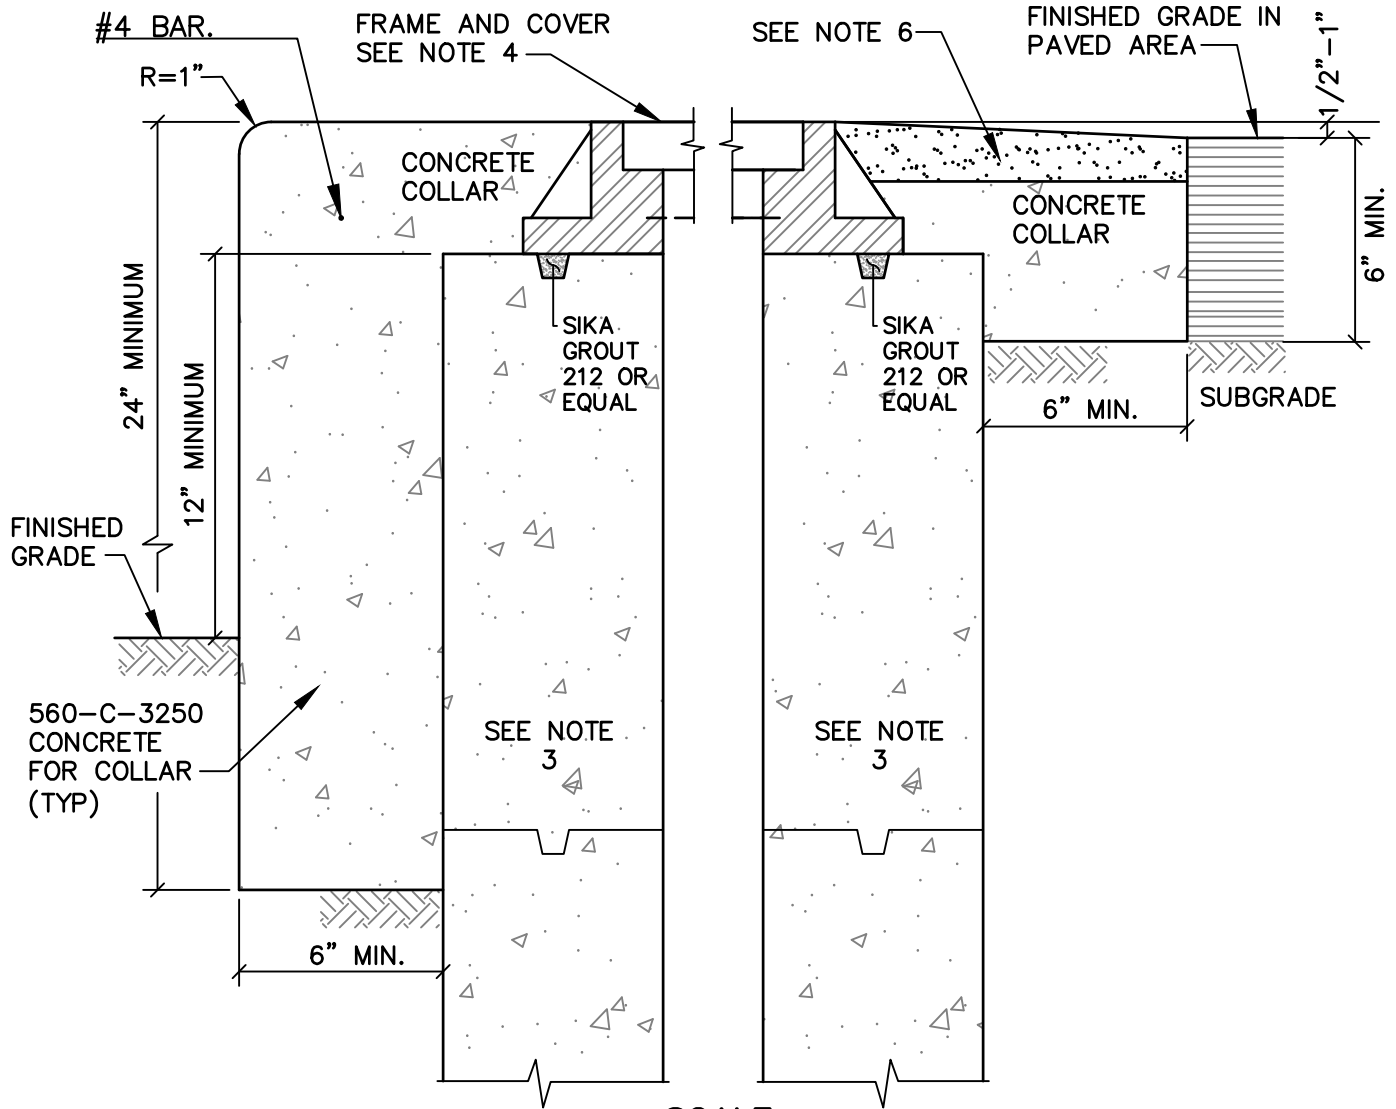 #4 BAR.
R=1"
FRAME AND COVER
SEE NOTE 4
SEE NOTE 6
FINISHED GRADE IN
PAVED AREA
1/2"-1"
CONCRETE
COLLAR
CONCRETE
COLLAR
6" MIN.
24" MINIMUM
12" MINIMUM
SIKA
GROUT
212 OR
EQUAL
SIKA
GROUT
212 OR
EQUAL
6" MIN.
SUBGRADE
FINISHED
GRADE
560-C-3250
CONCRETE
FOR COLLAR
(TYP)
SEE NOTE
3
SEE NOTE
3
6" MIN.